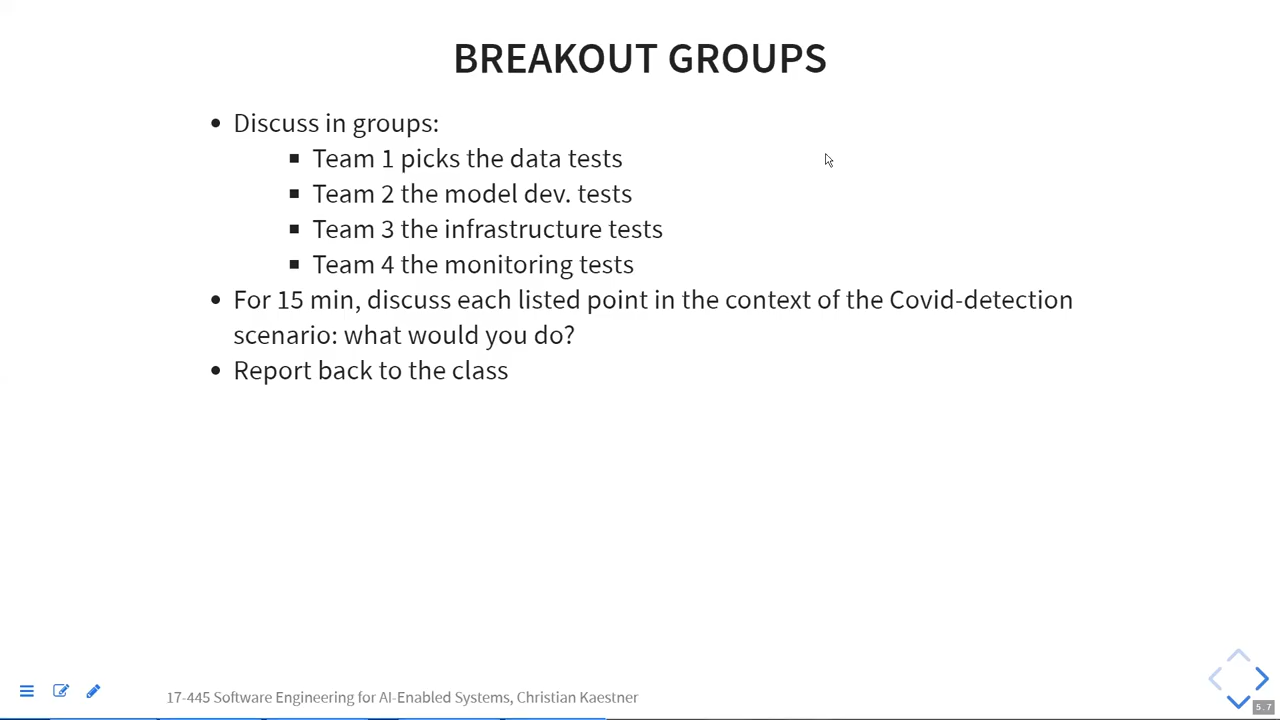 BREAKOUT GROUPS
Discuss in groups:
Team 1 picks the data tests
Team 2 the model dev. tests
Team 3 the infrastructure tests
Team 4 the monitoring tests
For 15 min, discuss each listed point in the context of the Covid-detection
scenario: what would you do?
Report back to the class
17-445 Software Engineering for AI-Enabled Systems, Christian Kaestner
5.7